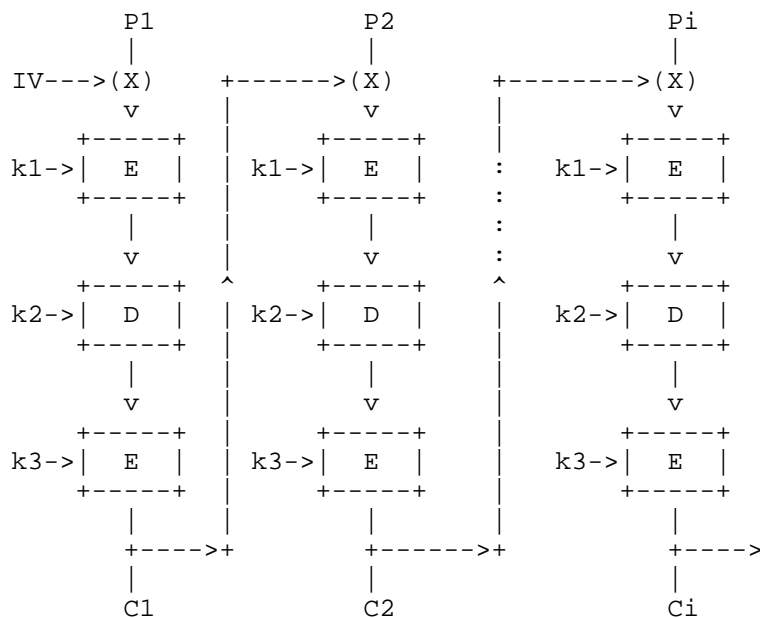 P1 P2 Pi
| | |
IV--->(X) +------>(X) +-------->(X)
v | v | v
+-----+ | +-----+ | +-----+
k1->| E | | k1->| E | : k1->| E |
+-----+ | +-----+ : +-----+
| | | : |
v | v : v
+-----+ ^ +-----+ ^ +-----+
k2->| D | | k2->| D | | k2->| D |
+-----+ | +-----+ | +-----+
| | | | |
v | v | v
+-----+ | +-----+ | +-----+
k3->| E | | k3->| E | | k3->| E |
+-----+ | +-----+ | +-----+
| | | | |
+---->+ +------>+ +---->
| | |
C1 C2 Ci